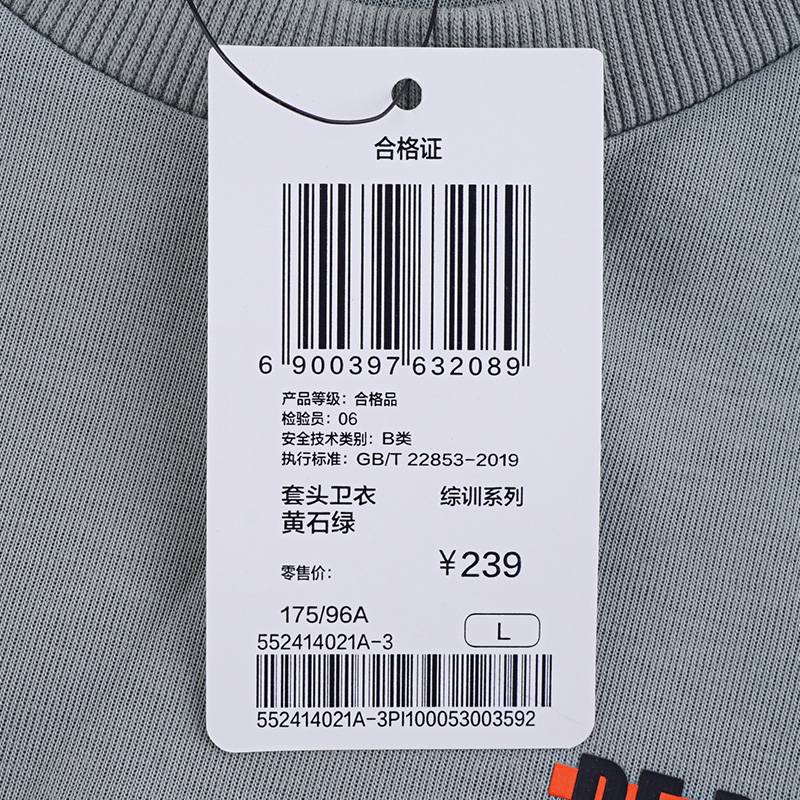 合格证
6 900397 632089
产品等级：合格品
检验员：06
安全技术类别：B类
执行标准：GB/T 22853-2019
套头卫衣 综训系列
黄石绿
零售价： ¥239
175/96A
552414021A-3 L
552414021A-3PI100053003592